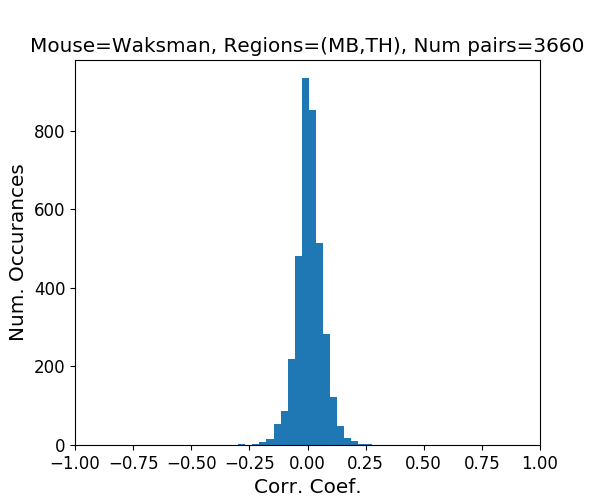 Mouse=Waksman, Regions=(MB,TH), Num pairs=3660
800
600
400
200
0
Num. Occurances
−1.00 −0.75 −0.50 −0.25 0.00 0.25 0.50 0.75 1.00
Corr. Coef.